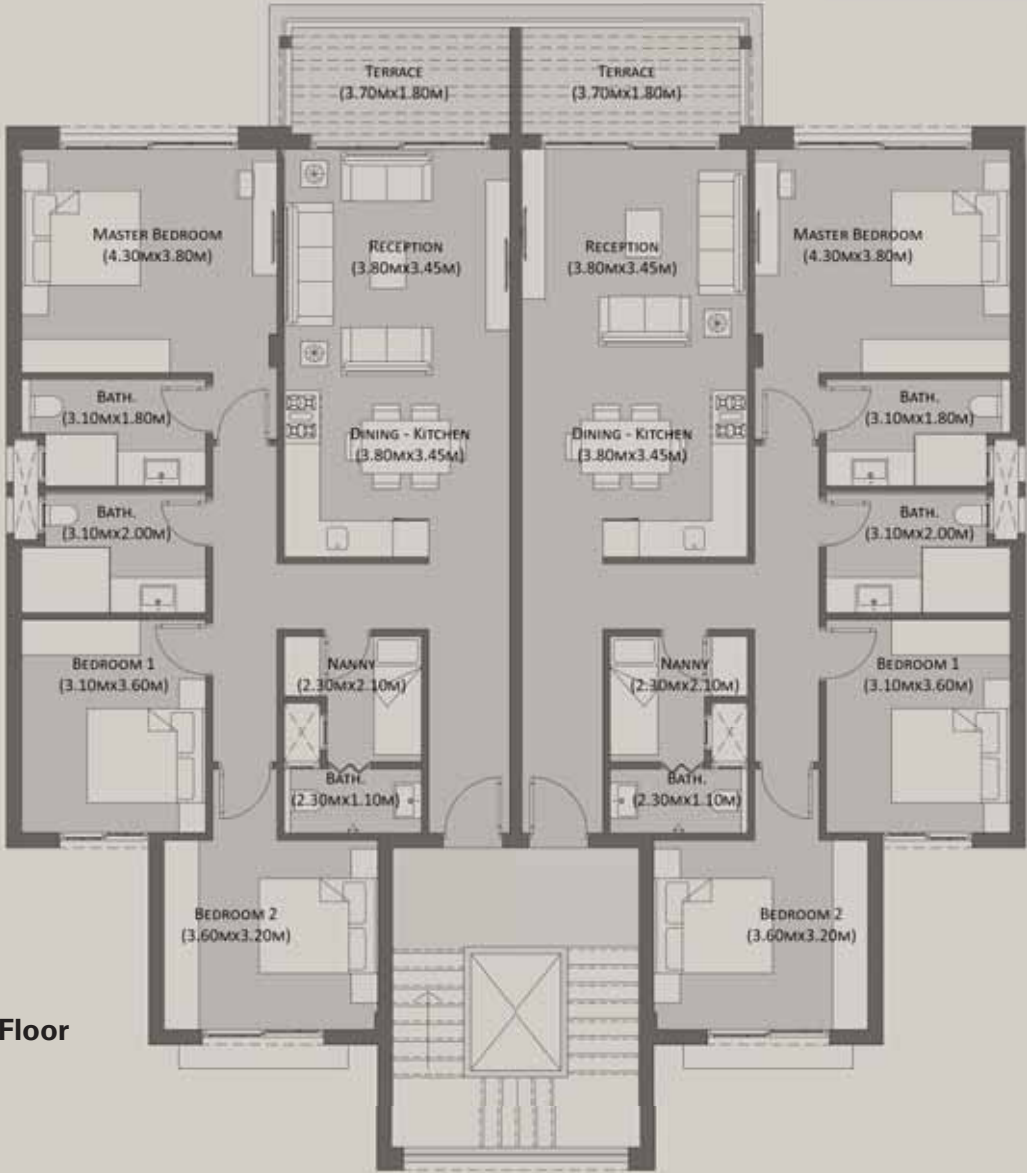 TERRACE
(3.70MX1.80M)
TERRACE
(3.70MX1.80M)
MASTER BEDROOM
(4.30MX3.80M)
RECEPTION
(3.80MX3.45M)
RECEPTION
(3.80MX3.45M)
MASTER BEDROOM
(4.30MX3.80M)
BATH.
(3.10MX1.80M)
DINING - KITCHEN
(3.80MX3.45M)
DINING - KITCHEN
(3.80MX3.45M)
BATH.
(3.10MX1.80M)
BATH.
(3.10MX2.00M)
BATH.
(3.10MX2.00M)
BEDROOM 1
(3.10MX3.60M)
NANNY
(2.30MX2.10M)
NANNY
(2.30MX2.10M)
BEDROOM 1
(3.10MX3.60M)
BATH.
(2.30MX1.10M)
BATH.
(2.30MX1.10M)
BEDROOM 2
(3.60MX3.20M)
BEDROOM 2
(3.60MX3.20M)
Floor